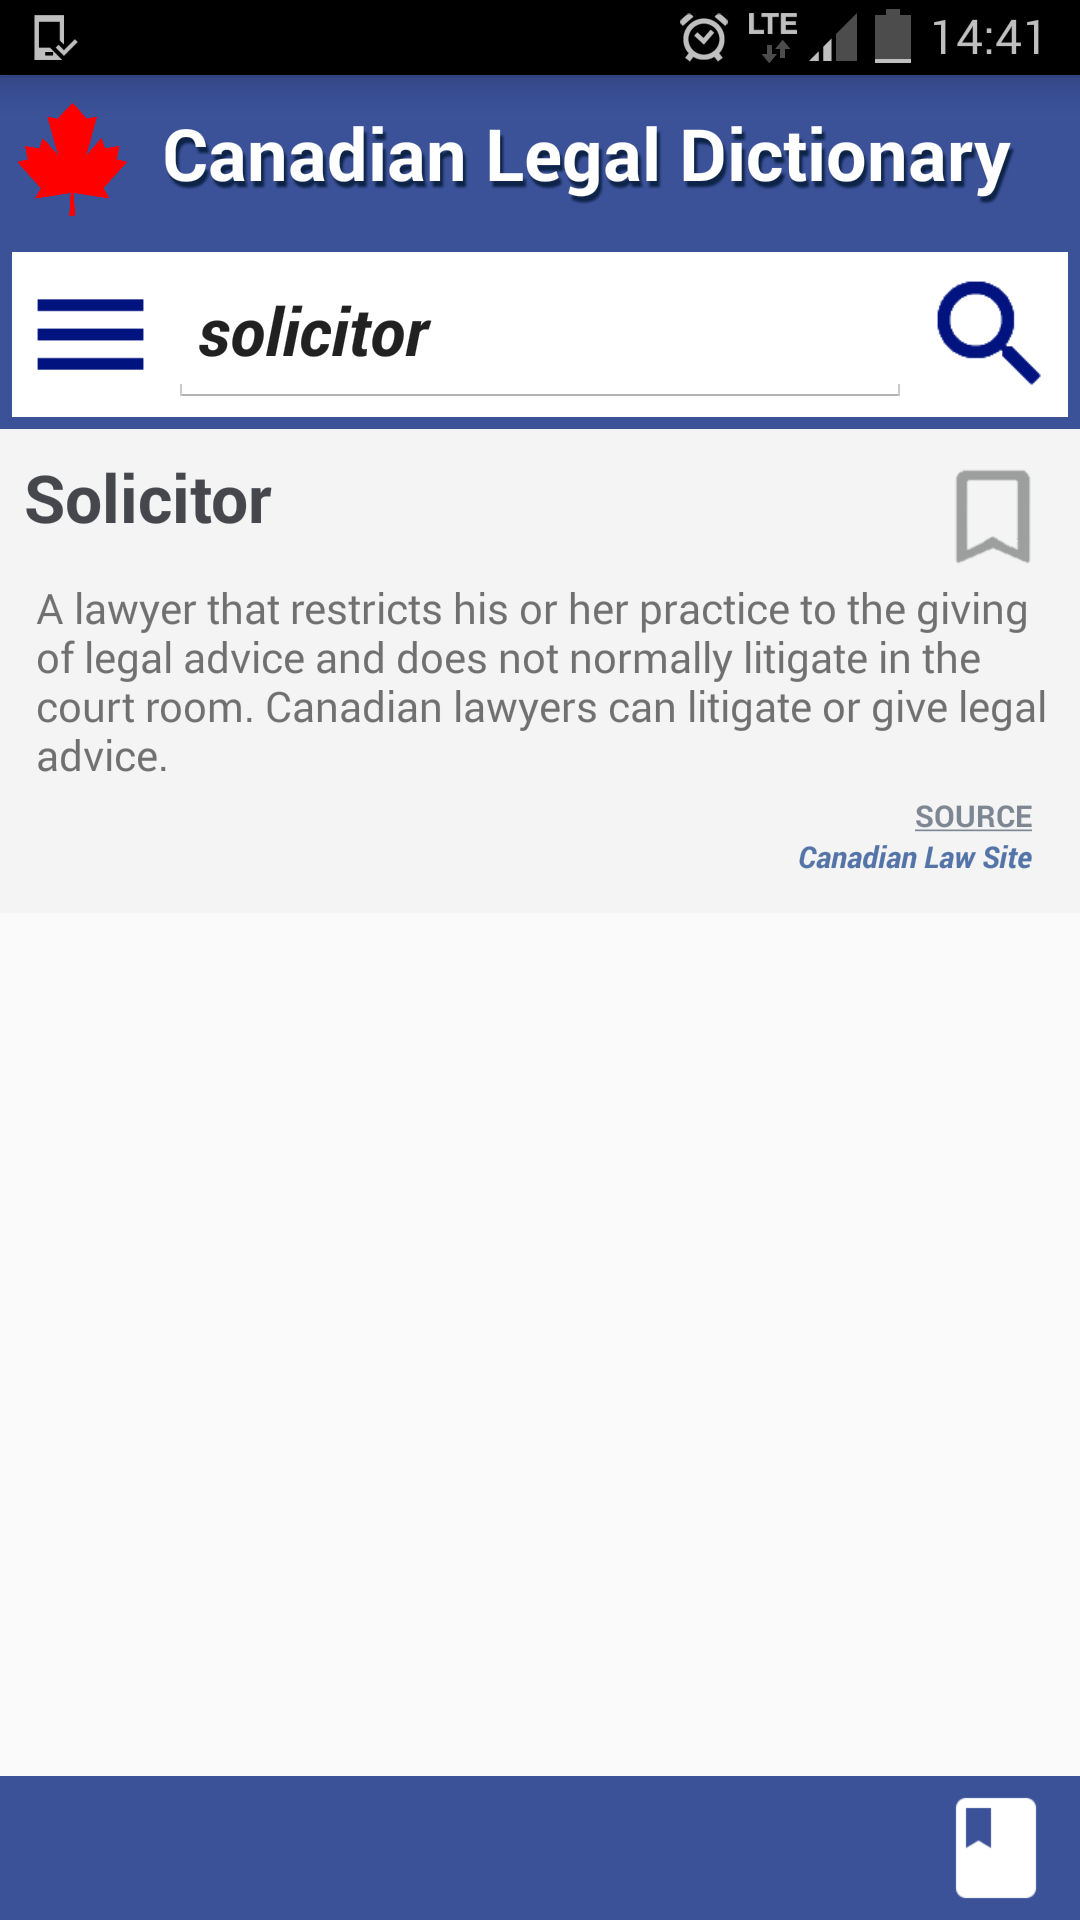 LTE 14:41
Canadian Legal Dictionary
solicitor
Solicitor
A lawyer that restricts his or her practice to the giving
of legal advice and does not normally litigate in the
court room. Canadian lawyers can litigate or give legal
advice.
SOURCE
Canadian Law Site